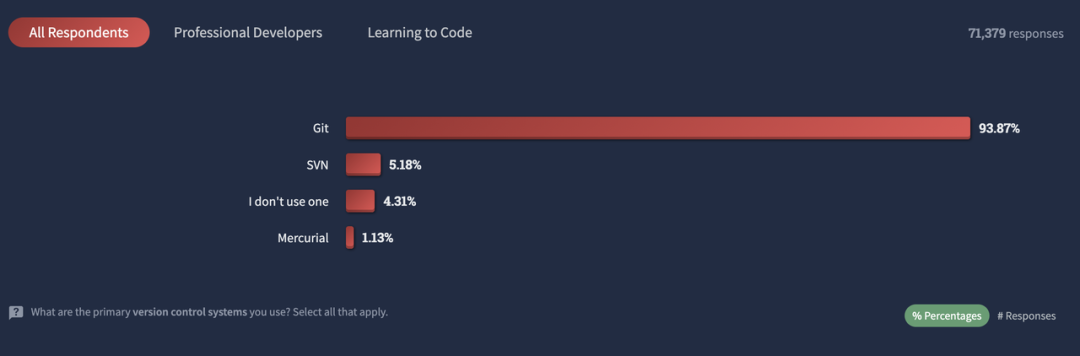 All Respondents Professional Developers Learning to Code 71,379 responses
Git 93.87%
SVN 5.18%
I don't use one 4.31%
Mercurial 1.13%
? What are the primary version control systems you use? Select all that apply.
% Percentages # Responses